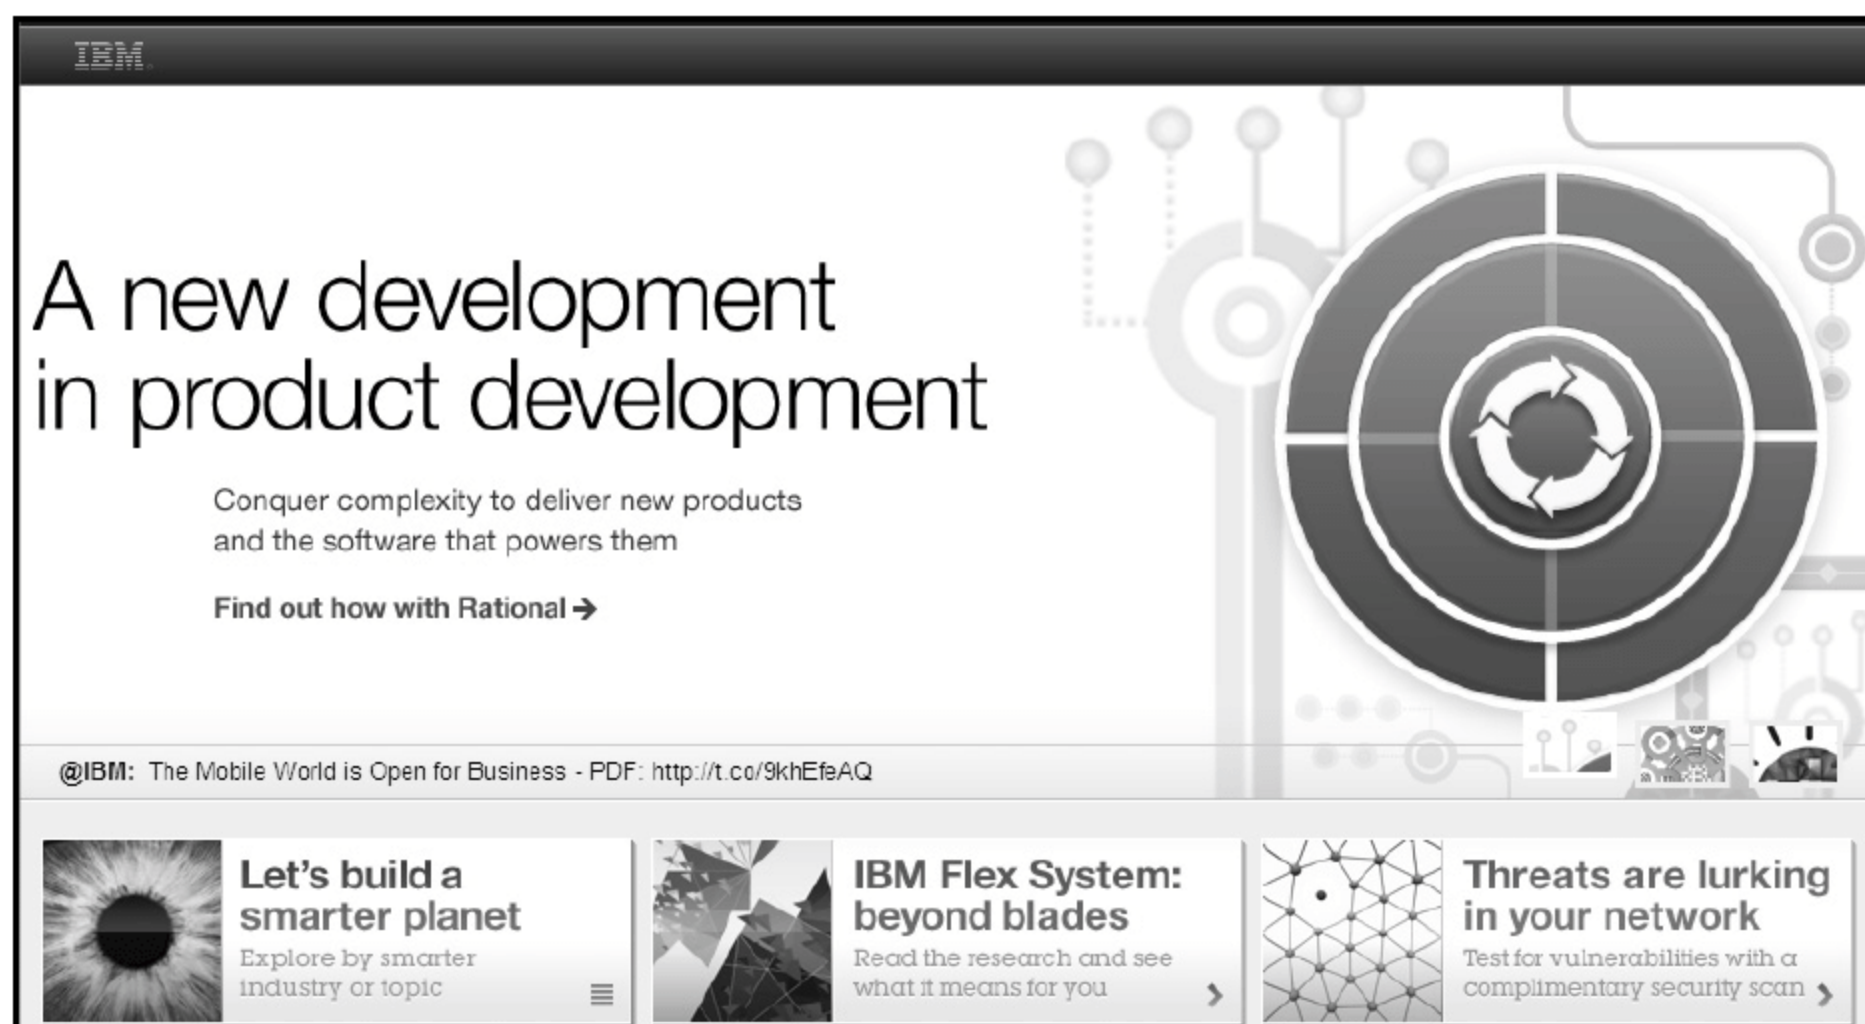 IBM
A new development
in product development
Conquer complexity to deliver new products
and the software that powers them
Find out how with Rational →
@IBM: The Mobile World is Open for Business - PDF: http://t.co/9khEfeAQ
Let's build a
smarter planet
Explore by smarter
industry or topic
IBM Flex System:
beyond blades
Read the research and see
what it means for you
Threats are lurking
in your network
Test for vulnerabilities with a
complimentary security scan